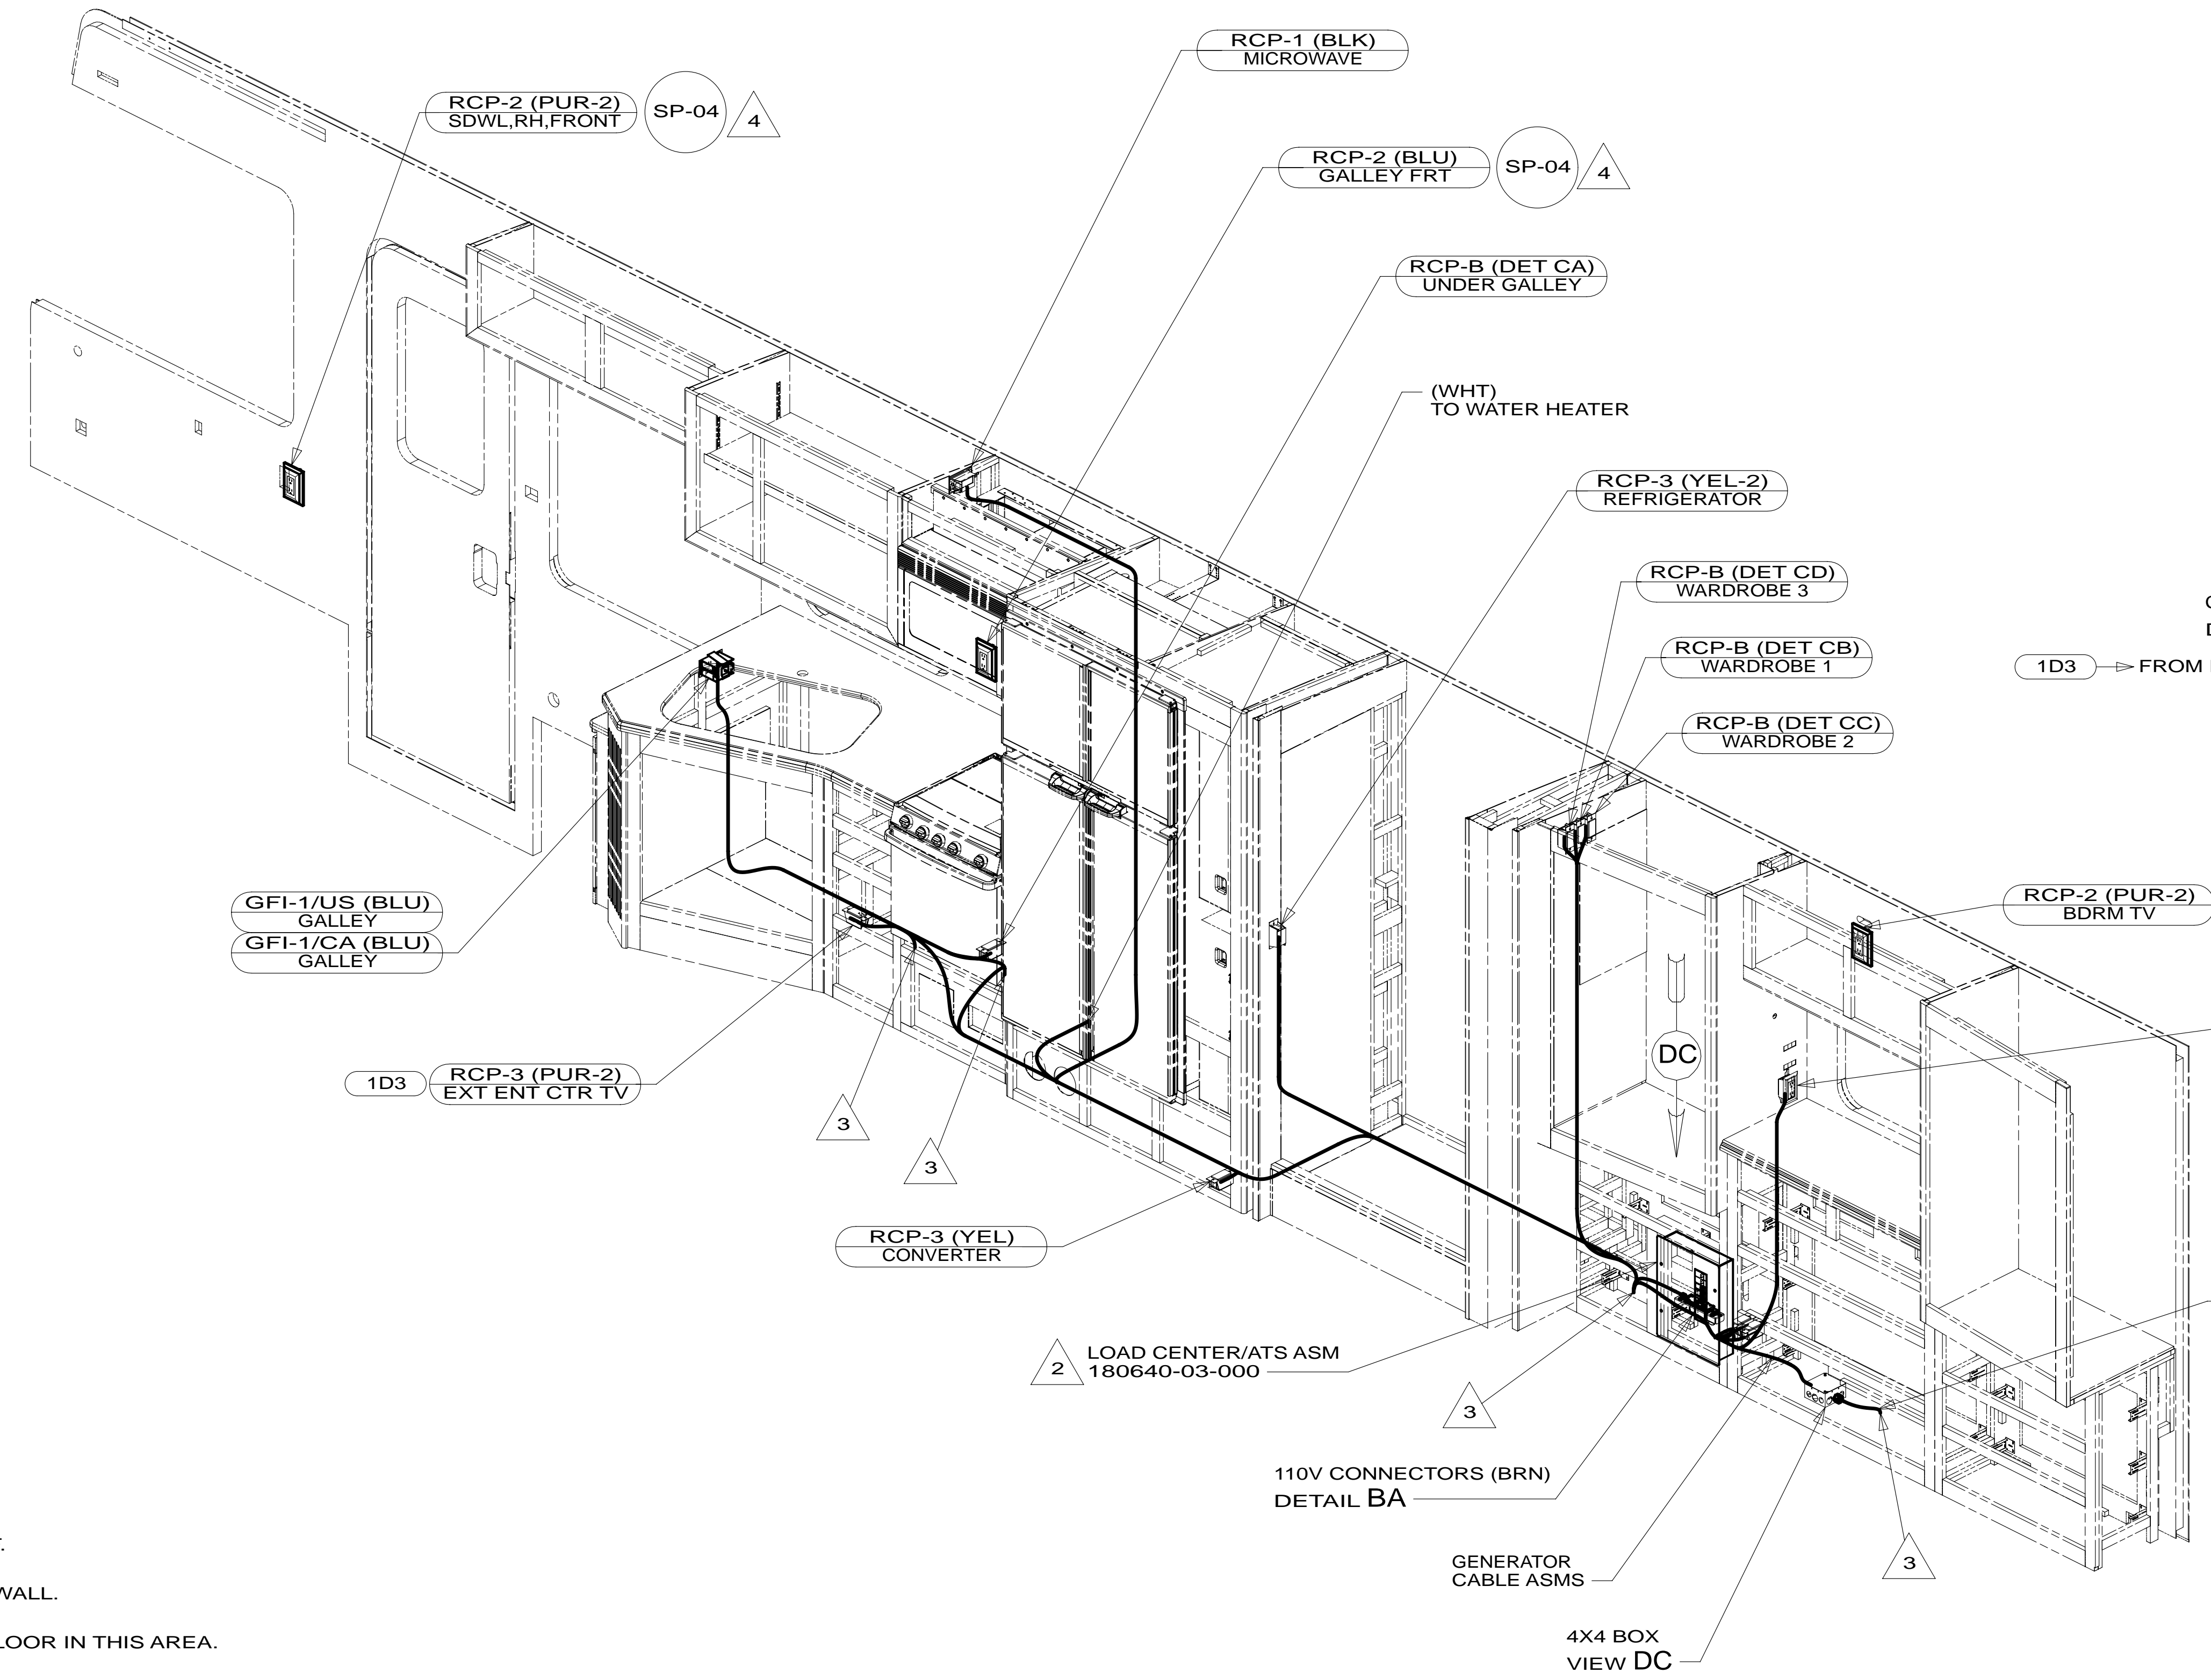 RCP-1 (BLK)
MICROWAVE
RCP-2 (PUR-2)
SDWL,RH,FRONT
SP-04
4
RCP-2 (BLU)
GALLEY FRT
SP-04
4
RCP-B (DET CA)
UNDER GALLEY
(WHT)
TO WATER HEATER
RCP-3 (YEL-2)
REFRIGERATOR
RCP-B (DET CD)
WARDROBE 3
RCP-B (DET CB)
WARDROBE 1
1D3
FROM
RCP-B (DET CC)
WARDROBE 2
GFI-1/US (BLU)
GALLEY
GFI-1/CA (BLU)
GALLEY
RCP-2 (PUR-2)
BDRM TV
DC
1D3
RCP-3 (PUR-2)
EXT ENT CTR TV
3
3
RCP-3 (YEL)
CONVERTER
2
LOAD CENTER/ATS ASM
180640-03-000
3
110V CONNECTORS (BRN)
DETAIL BA
GENERATOR
CABLE ASMS
3
4X4 BOX
VIEW DC
WALL.
LOOR IN THIS AREA.